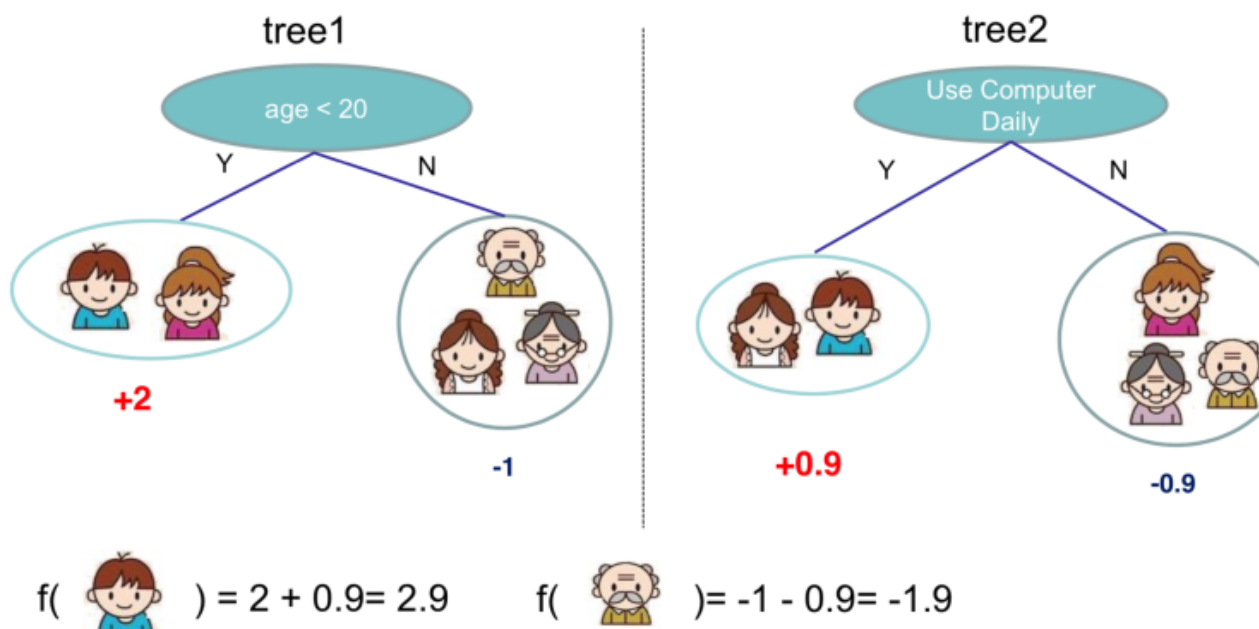 tree1
age < 20
Y
N
+2
-1
tree2
Use Computer
Daily
Y
N
+0.9
-0.9
f( ) = 2 + 0.9= 2.9
f( )= -1 - 0.9= -1.9